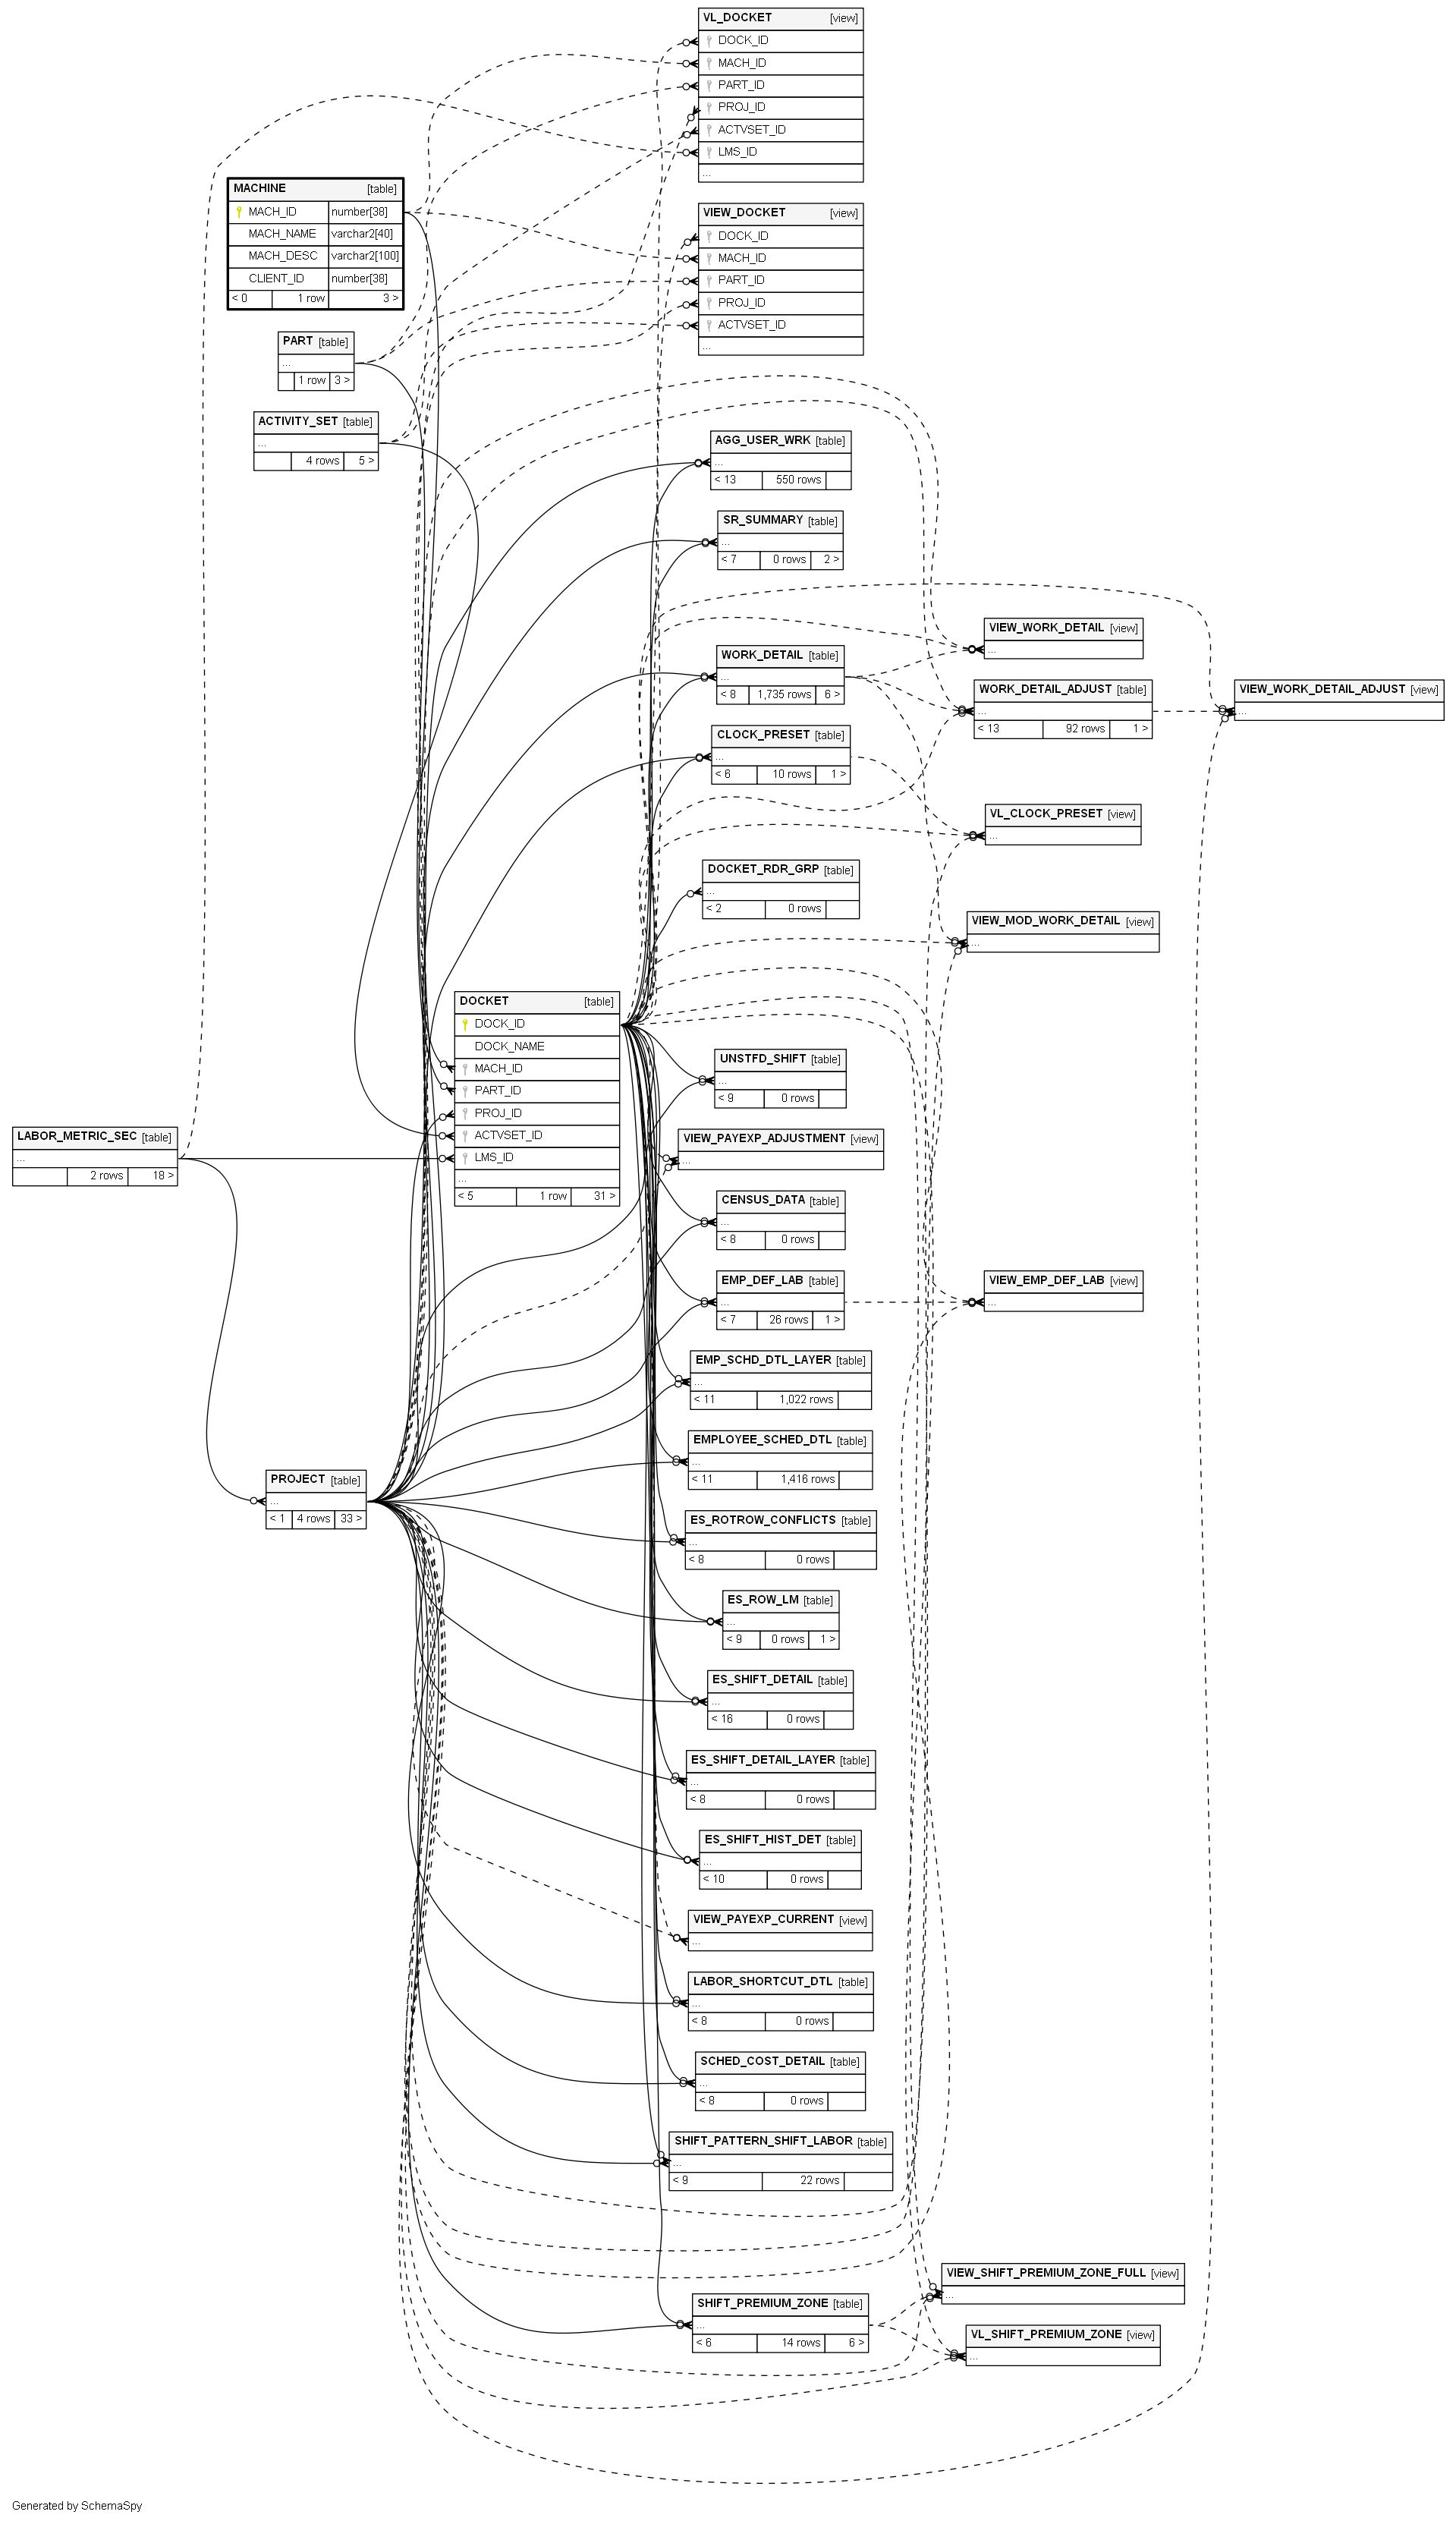 VL_DOCKET [view]
DOCK_ID
MACH_ID
PART_ID
PROJ_ID
ACTVSET_ID
LMS_ID
...
MACHINE [table]
MACH_ID number[38]
MACH_NAME varchar2[40]
MACH_DESC varchar2[100]
CLIENT_ID number[38]
< 0 1 row 3 >
VIEW_DOCKET [view]
DOCK_ID
MACH_ID
PART_ID
PROJ_ID
ACTVSET_ID
...
PART [table]
...
1 row 3 >
ACTIVITY_SET [table]
...
4 rows 5 >
AGG_USER_WRK [table]
...
< 13 550 rows
SR_SUMMARY [table]
...
< 7 0 rows 2 >
VIEW_WORK_DETAIL [view]
...
WORK_DETAIL [table]
...
< 8 1,735 rows 6 >
WORK_DETAIL_ADJUST [table]
...
< 13 92 rows 1 >
VIEW_WORK_DETAIL_ADJUST [view]
...
CLOCK_PRESET [table]
...
< 6 10 rows 1 >
VL_CLOCK_PRESET [view]
...
DOCKET_RDR_GRP [table]
...
< 2 0 rows
VIEW_MOD_WORK_DETAIL [view]
...
DOCKET [table]
DOCK_ID
DOCK_NAME
MACH_ID
PART_ID
PROJ_ID
ACTVSET_ID
LMS_ID
...
< 5 1 row 31 >
UNSTFD_SHIFT [table]
...
< 9 0 rows
LABOR_METRIC_SEC [table]
...
2 rows 18 >
VIEW_PAYEXP_ADJUSTMENT [view]
...
CENSUS_DATA [table]
...
< 8 0 rows
EMP_DEF_LAB [table]
...
< 7 26 rows 1 >
VIEW_EMP_DEF_LAB [view]
...
EMP_SCHD_DTL_LAYER [table]
...
< 11 1,022 rows
EMPLOYEE_SCHED_DTL [table]
...
< 11 1,416 rows
PROJECT [table]
...
< 1 4 rows 33 >
ES_ROTROW_CONFLICTS [table]
...
< 8 0 rows
ES_ROW_LM [table]
...
< 9 0 rows 1 >
ES_SHIFT_DETAIL [table]
...
< 16 0 rows
ES_SHIFT_DETAIL_LAYER [table]
...
< 8 0 rows
ES_SHIFT_HIST_DET [table]
...
< 10 0 rows
VIEW_PAYEXP_CURRENT [view]
...
LABOR_SHORTCUT_DTL [table]
...
< 8 0 rows
SCHED_COST_DETAIL [table]
...
< 8 0 rows
SHIFT_PATTERN_SHIFT_LABOR [table]
...
< 9 22 rows
VIEW_SHIFT_PREMIUM_ZONE_FULL [view]
...
SHIFT_PREMIUM_ZONE [table]
...
< 6 14 rows 6 >
VL_SHIFT_PREMIUM_ZONE [view]
...
Generated by SchemaSpy